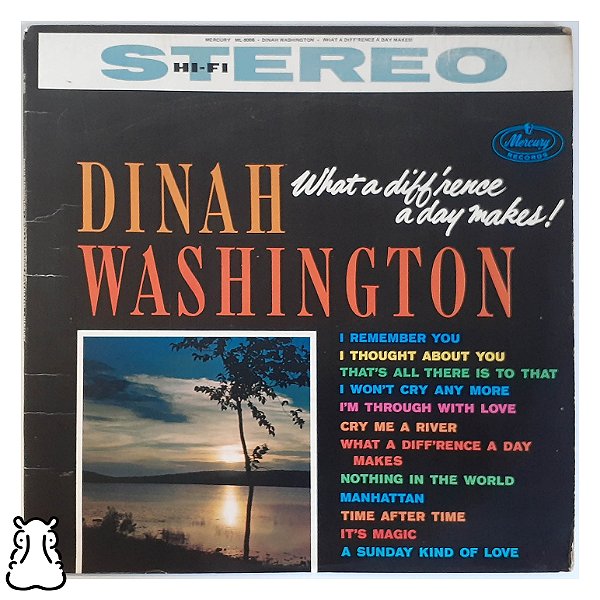 MERCURY ML-8006 • DINAH WASHINGTON • WHAT A DIFF'RENCE A DAY MAKES!
STEREO
HI-FI
Mercury
RECORDS
DINAH
What a diff'rence
a day makes!
WASHINGTON
I REMEMBER YOU
I THOUGHT ABOUT YOU
THAT'S ALL THERE IS TO THAT
I WON'T CRY ANY MORE
I'M THROUGH WITH LOVE
CRY ME A RIVER
WHAT A DIFF'RENCE A DAY
MAKES
NOTHING IN THE WORLD
MANHATTAN
TIME AFTER TIME
IT'S MAGIC
A SUNDAY KIND OF LOVE